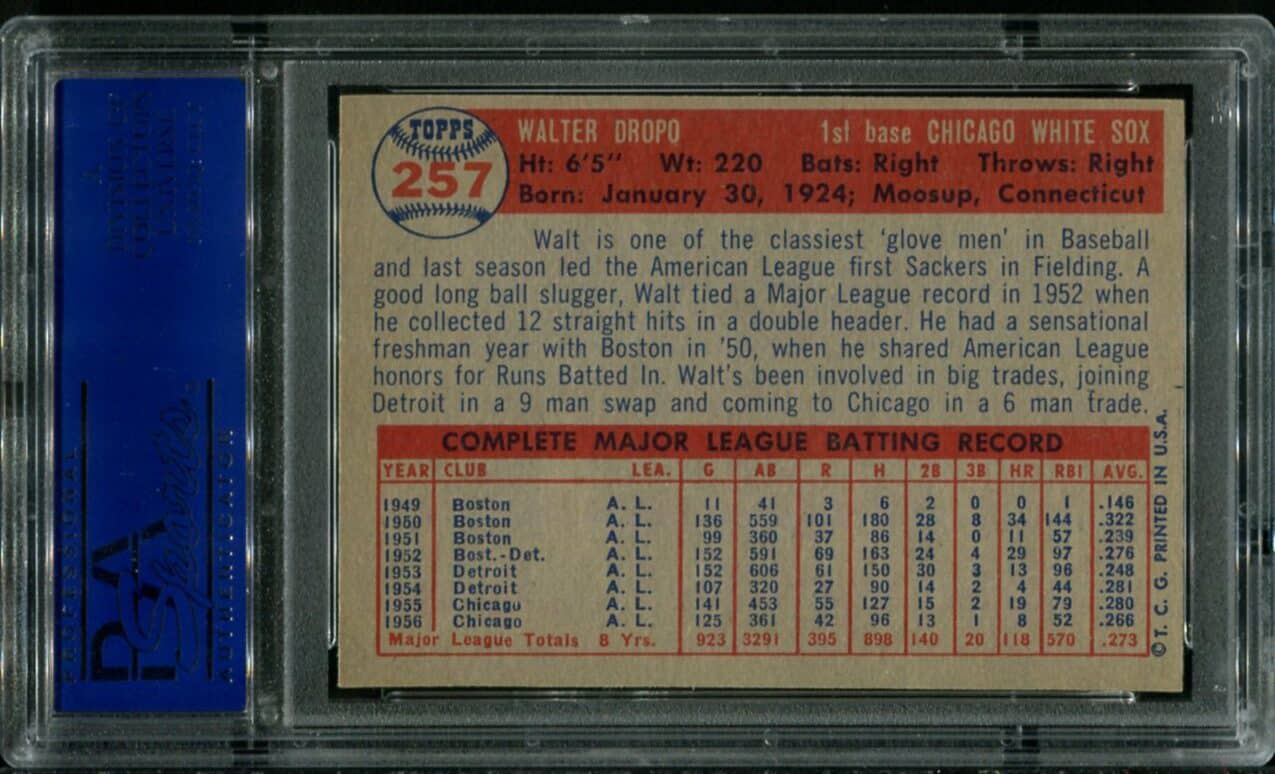 A
DIVISION OF
COLLECTORS
UNIVERSE
PROFESSIONAL
PSA
Sports
AUTHENTICATOR
TOPPS
257
WALTER DROPO 1st base CHICAGO WHITE SOX
Ht: 6'5" Wt: 220 Bats: Right Throws: Right
Born: January 30, 1924; Moosup, Connecticut
Walt is one of the classiest 'glove men' in Baseball
and last season led the American League first Sackers in Fielding. A
good long ball slugger, Walt tied a Major League record in 1952 when
he collected 12 straight hits in a double header. He had a sensational
freshman year with Boston in '50, when he shared American League
honors for Runs Batted In. Walt's been involved in big trades, joining
Detroit in a 9 man swap and coming to Chicago in a 6 man trade.
COMPLETE MAJOR LEAGUE BATTING RECORD
YEAR CLUB LEA. G AB R H 2B 3B HR RBI AVG.
1949 Boston A. L. 11 41 3 6 2 0 0 1 .146
1950 Boston A. L. 136 559 101 180 28 8 34 144 .322
1951 Boston A. L. 99 360 37 86 14 0 11 57 .239
1952 Bost.-Det. A. L. 152 591 69 163 24 4 29 97 .276
1953 Detroit A. L. 152 606 61 150 30 3 13 96 .248
1954 Detroit A. L. 107 320 27 90 14 2 4 44 .281
1955 Chicago A. L. 141 453 55 127 15 2 19 79 .280
1956 Chicago A. L. 125 361 42 96 13 1 8 52 .266
Major League Totals 8 Yrs. 923 3291 395 898 140 20 118 570 .273
© T. C. G. PRINTED IN U.S.A.